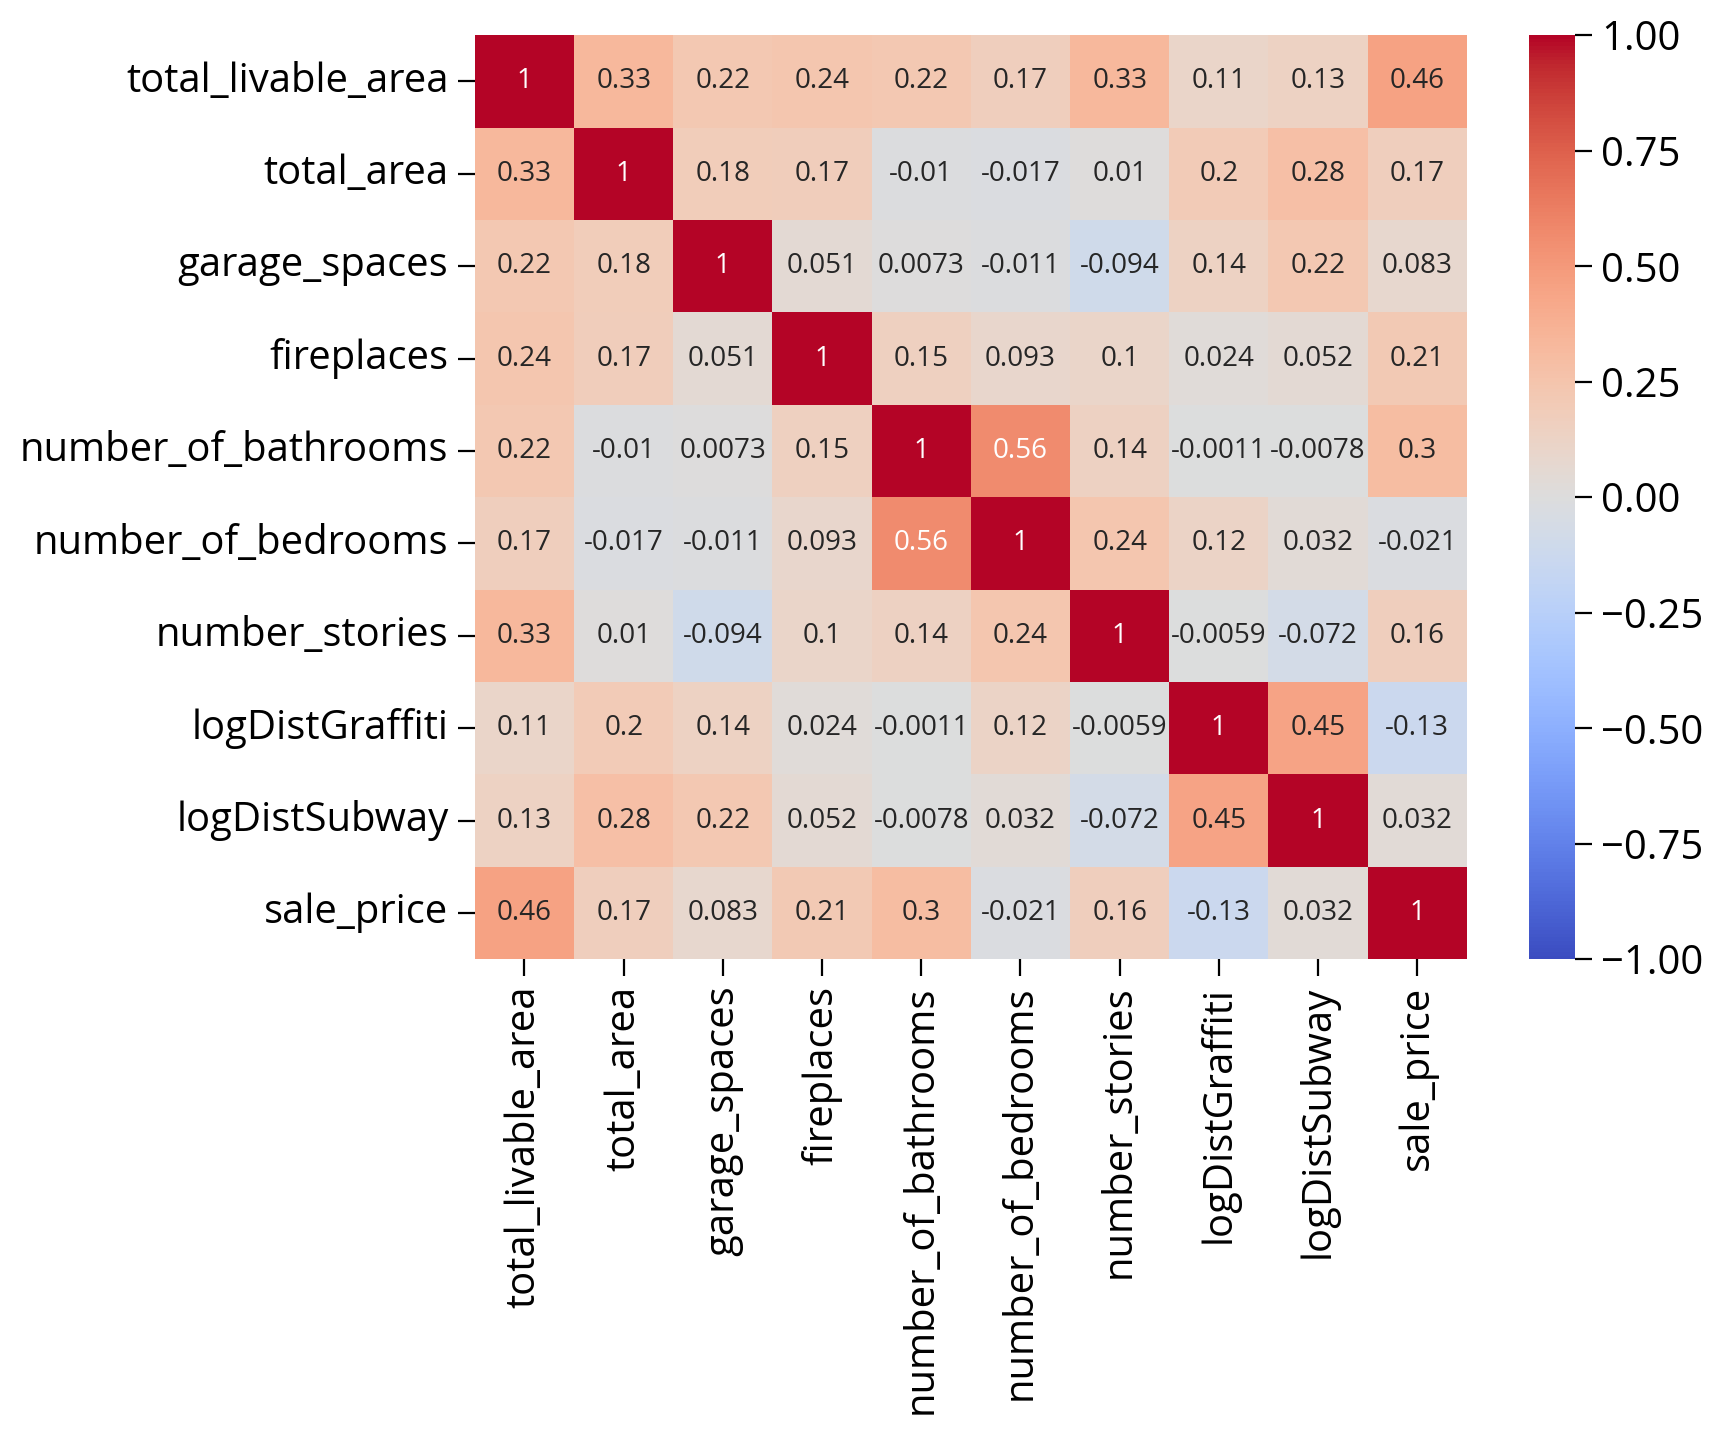 total_livable_area 1 0.33 0.22 0.24 0.22 0.17 0.33 0.11 0.13 0.46
total_area 0.33 1 0.18 0.17 -0.01 -0.017 0.01 0.2 0.28 0.17
garage_spaces 0.22 0.18 1 0.051 0.0073 -0.011 -0.094 0.14 0.22 0.083
fireplaces 0.24 0.17 0.051 1 0.15 0.093 0.1 0.024 0.052 0.21
number_of_bathrooms 0.22 -0.01 0.0073 0.15 1 0.56 0.14 -0.0011 -0.0078 0.3
number_of_bedrooms 0.17 -0.017 -0.011 0.093 0.56 1 0.24 0.12 0.032 -0.021
number_stories 0.33 0.01 -0.094 0.1 0.14 0.24 1 -0.0059 -0.072 0.16
logDistGraffiti 0.11 0.2 0.14 0.024 -0.0011 0.12 -0.0059 1 0.45 -0.13
logDistSubway 0.13 0.28 0.22 0.052 -0.0078 0.032 -0.072 0.45 1 0.032
sale_price 0.46 0.17 0.083 0.21 0.3 -0.021 0.16 -0.13 0.032 1
total_livable_area
total_area
garage_spaces
fireplaces
number_of_bathrooms
number_of_bedrooms
number_stories
logDistGraffiti
logDistSubway
sale_price
1.00
0.75
0.50
0.25
0.00
−0.25
−0.50
−0.75
−1.00